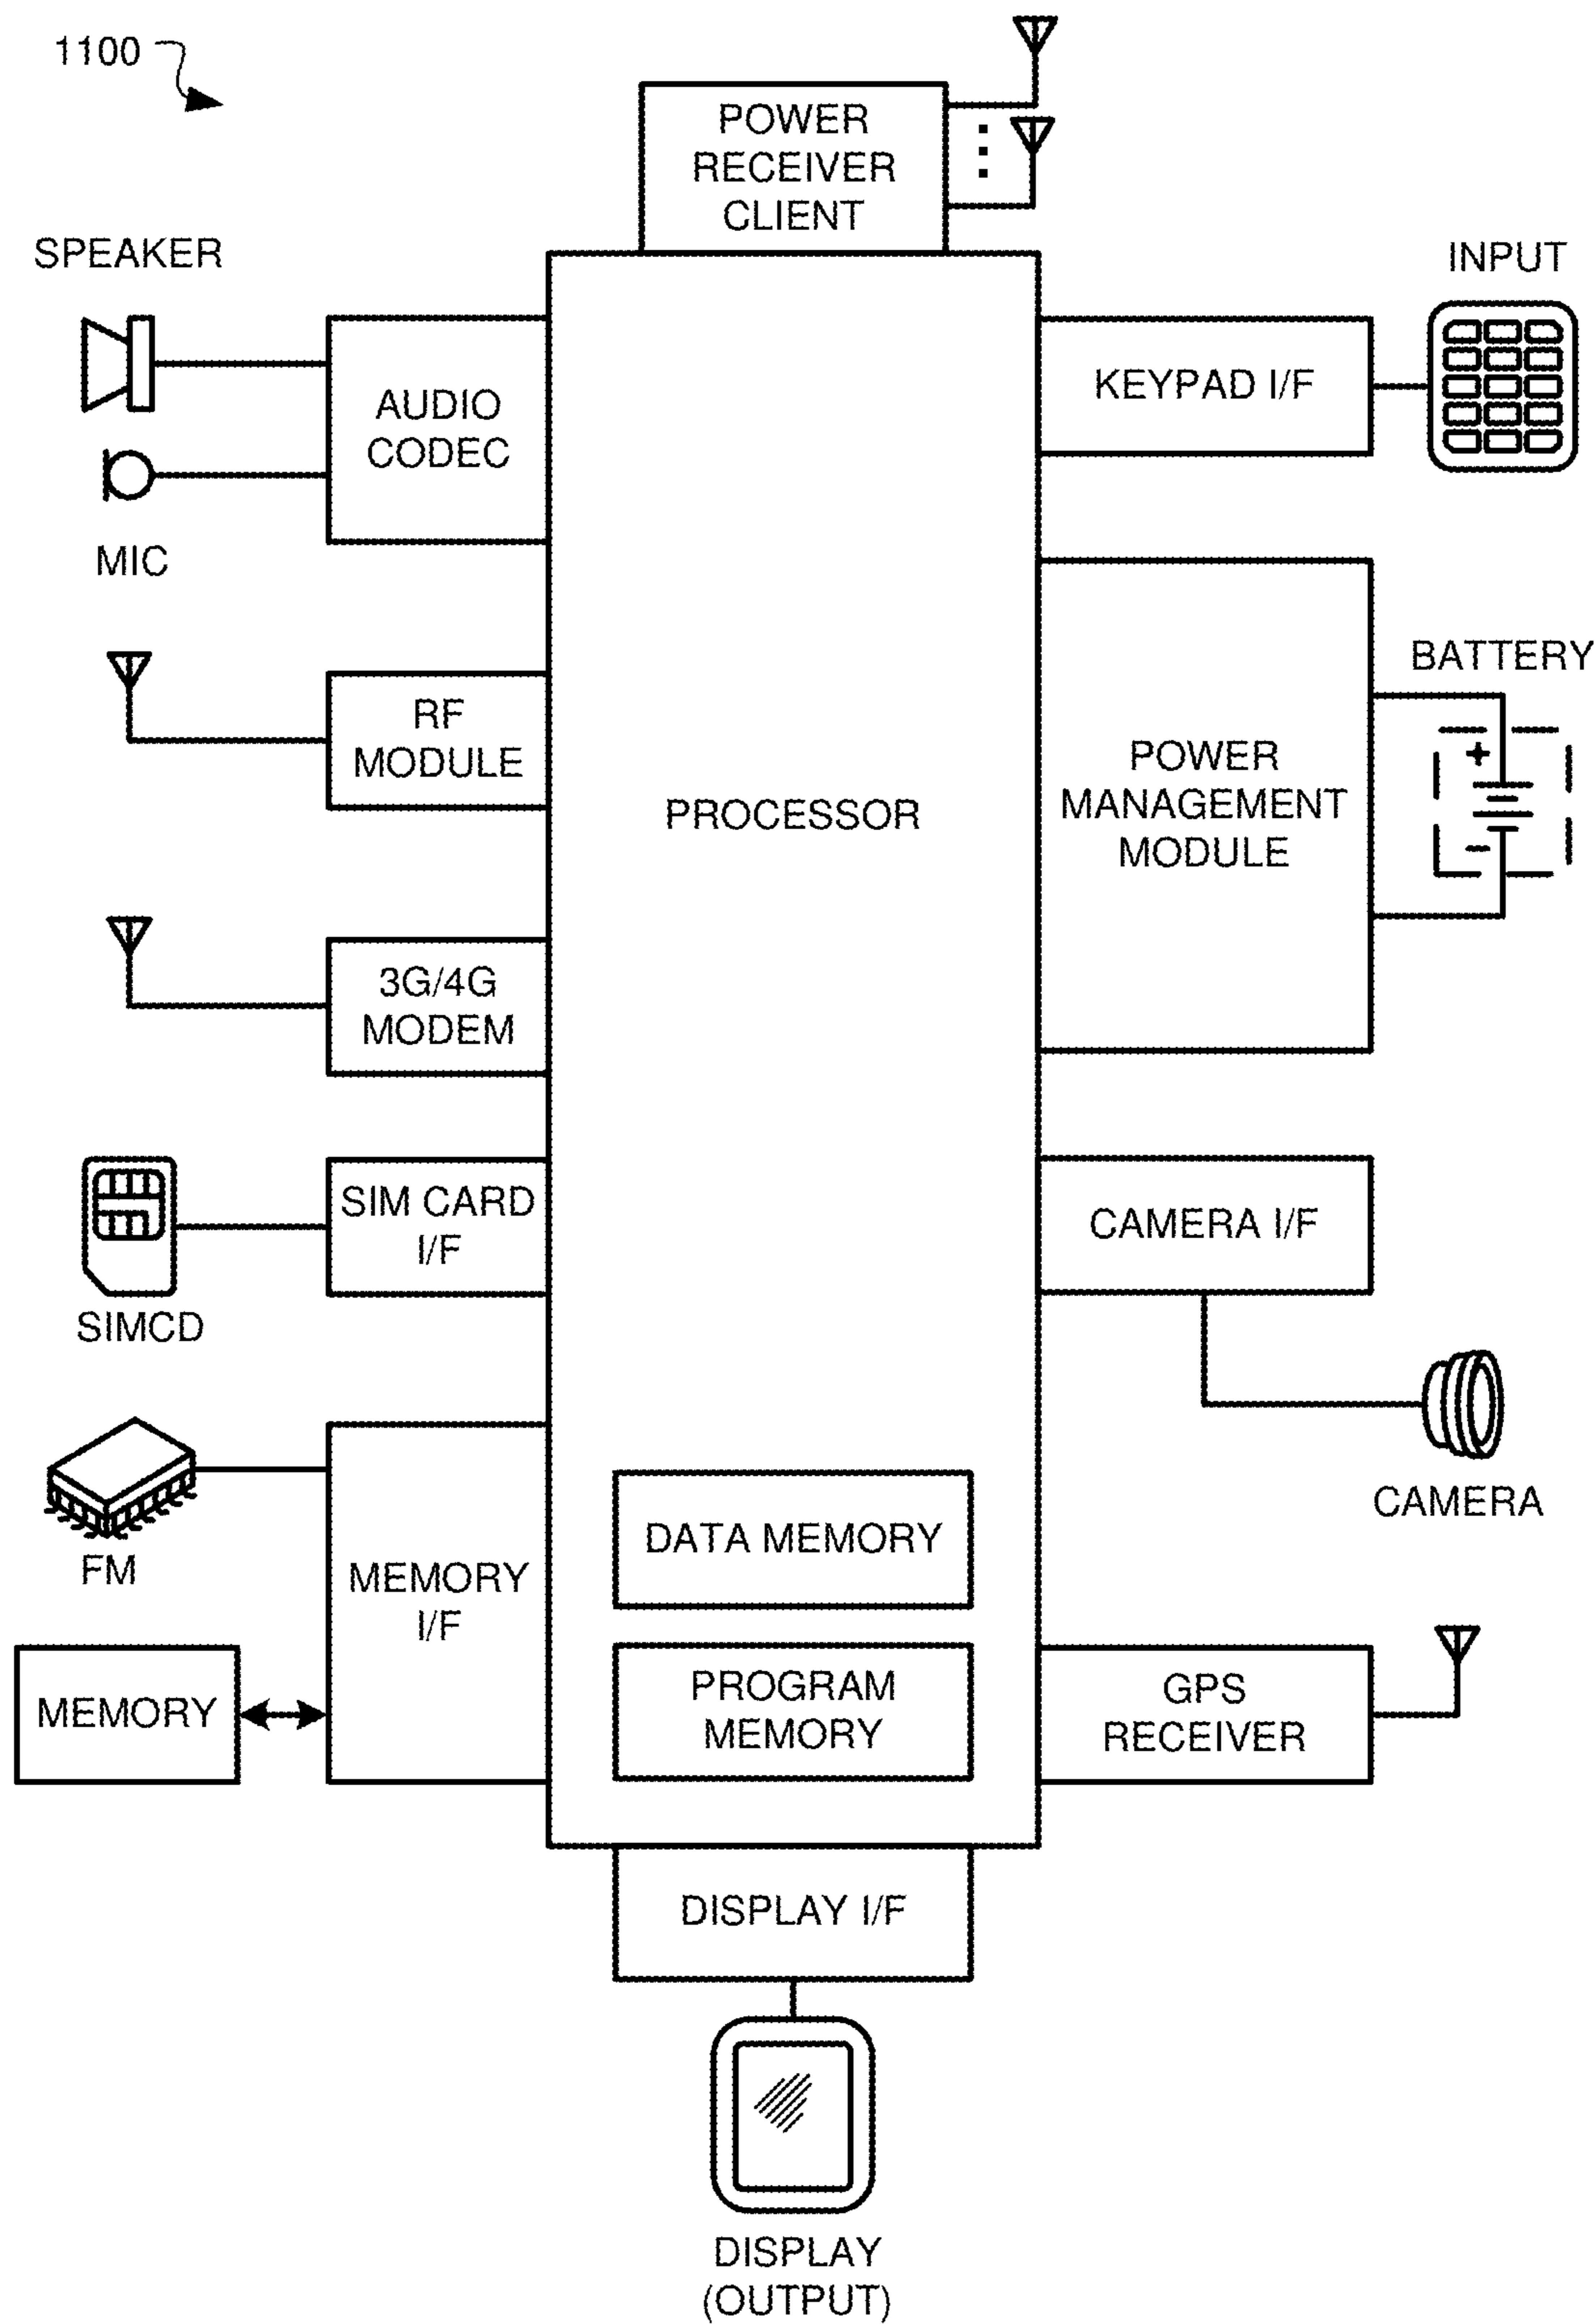 1100
POWER
RECEIVER
CLIENT
SPEAKER
INPUT
AUDIO
CODEC
KEYPAD I/F
MIC
BATTERY
RF
MODULE
PROCESSOR
POWER
MANAGEMENT
MODULE
+
-
3G/4G
MODEM
SIM CARD
I/F
CAMERA I/F
SIMCD
CAMERA
FM
MEMORY
I/F
DATA MEMORY
MEMORY
PROGRAM
MEMORY
GPS
RECEIVER
DISPLAY I/F
DISPLAY
(OUTPUT)